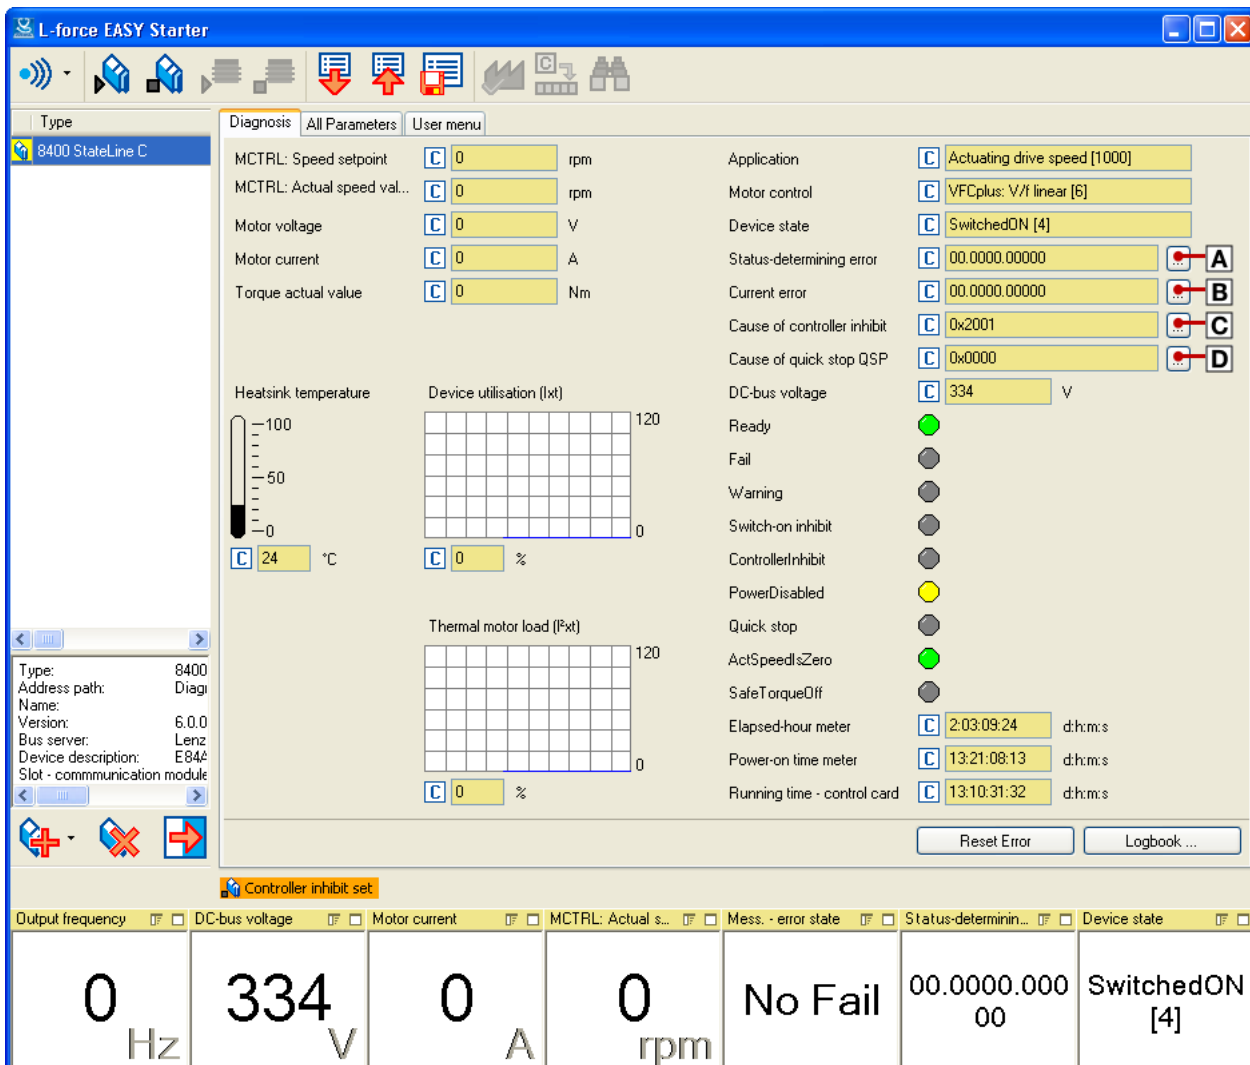 L-force EASY Starter
Type
8400 StateLine C
Diagnosis All Parameters User menu
MCTRL: Speed setpoint C 0 rpm
MCTRL: Actual speed val... C 0 rpm
Motor voltage C 0 V
Motor current C 0 A
Torque actual value C 0 Nm
Application C Actuating drive speed [1000]
Motor control C VFCplus: V/f linear [6]
Device state C SwitchedON [4]
Status-determining error C 00.0000.00000 ... A
Current error C 00.0000.00000 ... B
Cause of controller inhibit C 0x2001 ... C
Cause of quick stop QSP C 0x0000 ... D
DC-bus voltage C 334 V
Heatsink temperature
100
50
0
C 24 °C
Device utilisation (Ixt)
120
0
C 0 %
Thermal motor load (I²xt)
120
0
C 0 %
Ready
Fail
Warning
Switch-on inhibit
ControllerInhibit
PowerDisabled
Quick stop
ActSpeedIsZero
SafeTorqueOff
Elapsed-hour meter C 2:03:09:24 d:h:m:s
Power-on time meter C 13:21:08:13 d:h:m:s
Running time - control card C 13:10:31:32 d:h:m:s
Type: 8400
Address path: Diagn
Name:
Version: 6.0.0
Bus server: Lenz
Device description: E84A
Slot - commmunication module
Reset Error Logbook ...
Controller inhibit set
Output frequency DC-bus voltage Motor current MCTRL: Actual s... Mess. - error state Status-determinin... Device state
0 Hz
334 V
0 A
0 rpm
No Fail
00.0000.000
00
SwitchedON
[4]